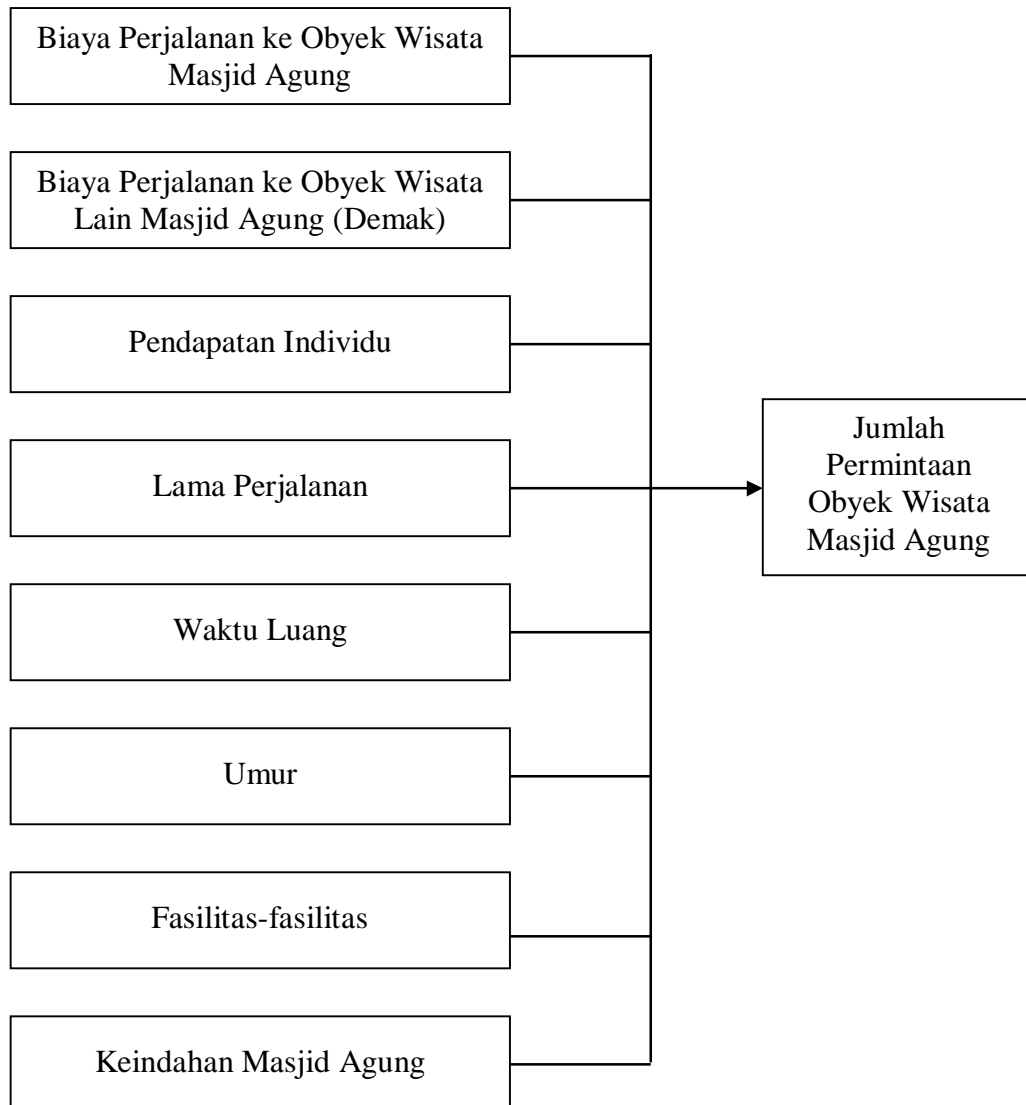 Biaya Perjalanan ke Obyek Wisata
Masjid Agung
Biaya Perjalanan ke Obyek Wisata
Lain Masjid Agung (Demak)
Pendapatan Individu
Lama Perjalanan
Waktu Luang
Umur
Fasilitas-fasilitas
Keindahan Masjid Agung
Jumlah
Permintaan
Obyek Wisata
Masjid Agung